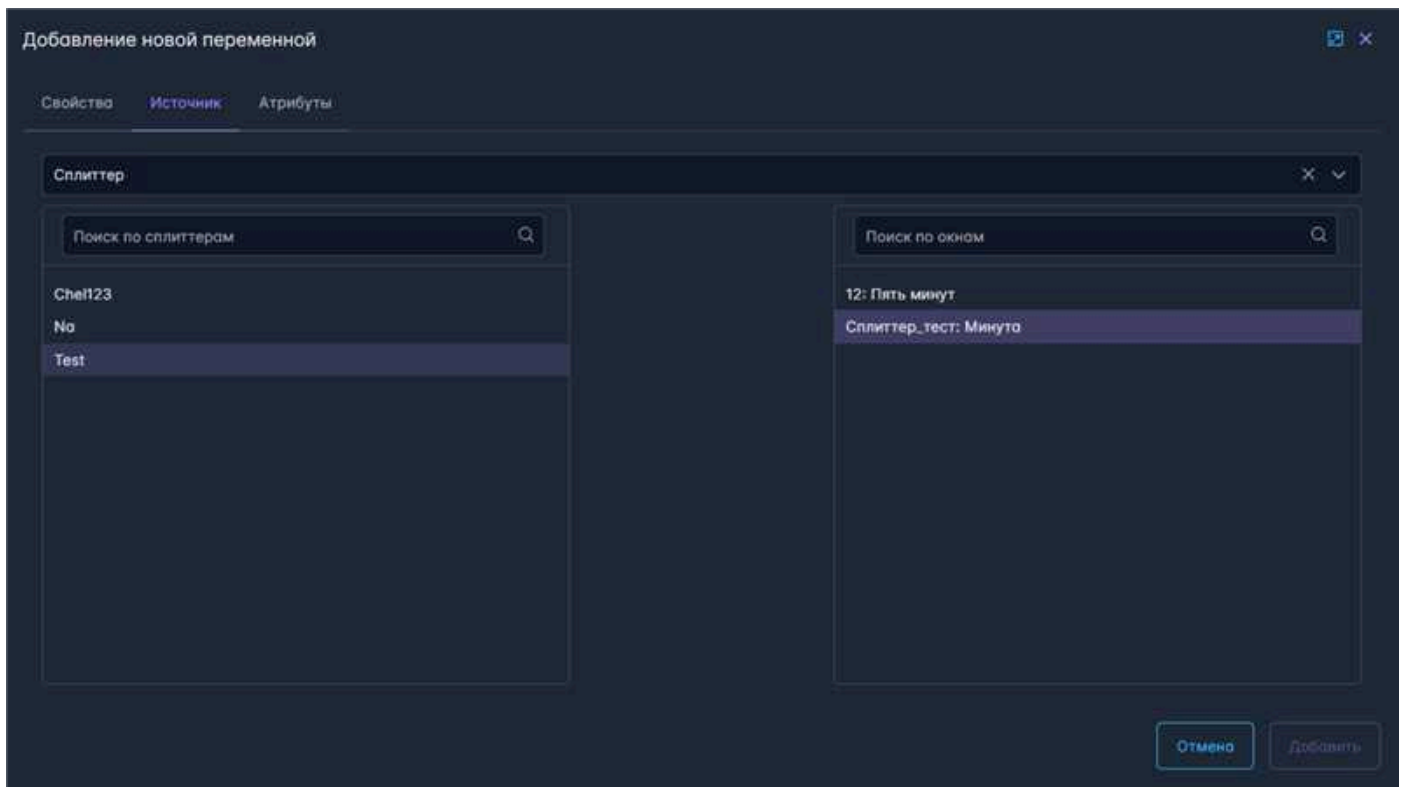 Добавление новой переменной
Свойства Источник Атрибуты
Сплиттер
Поиск по сплиттерам
Поиск по окнам
Chel123
12: Пять минут
Na
Сплиттер_тест: Минута
Test
Отмена Добавить